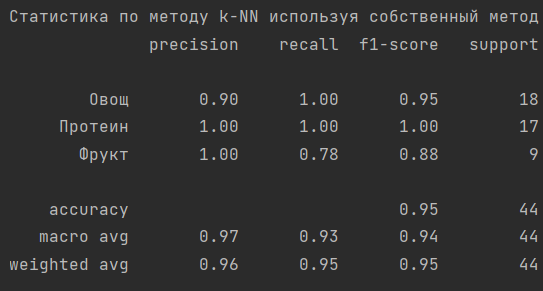 Статистика по методу k-NN используя собственный метод
precision recall f1-score support
Овощ 0.90 1.00 0.95 18
Протеин 1.00 1.00 1.00 17
Фрукт 1.00 0.78 0.88 9
accuracy 0.95 44
macro avg 0.97 0.93 0.94 44
weighted avg 0.96 0.95 0.95 44